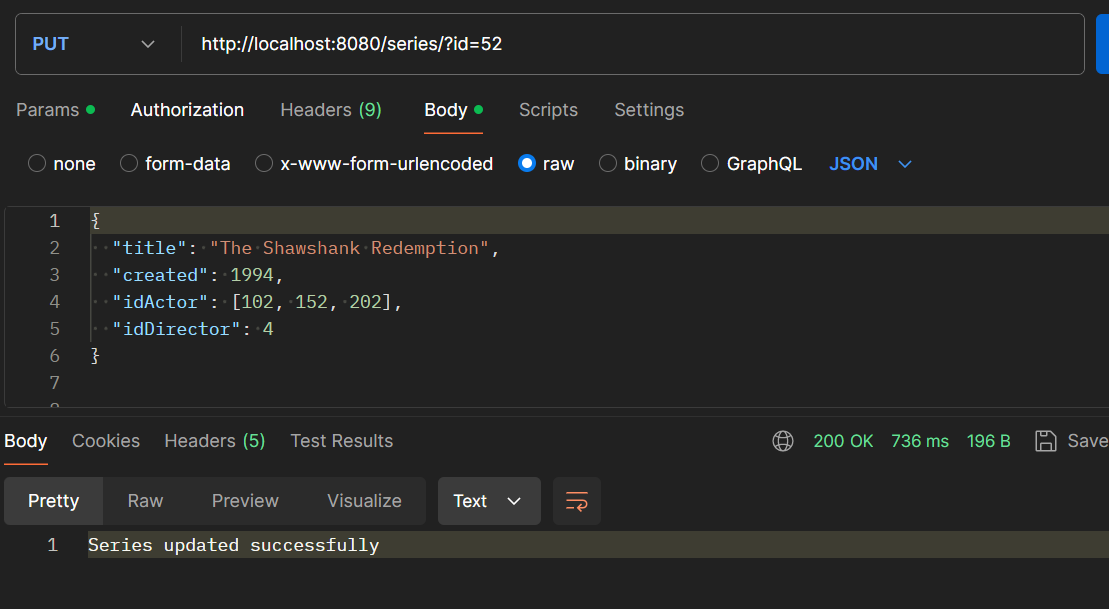 PUT http://localhost:8080/series/?id=52
Params Authorization Headers (9) Body Scripts Settings
none form-data x-www-form-urlencoded raw binary GraphQL JSON
1 {
2 "title": "The Shawshank Redemption",
3 "created": 1994,
4 "idActor": [102, 152, 202],
5 "idDirector": 4
6 }
7
Body Cookies Headers (5) Test Results 200 OK 736 ms 196 B Save
Pretty Raw Preview Visualize Text
1 Series updated successfully